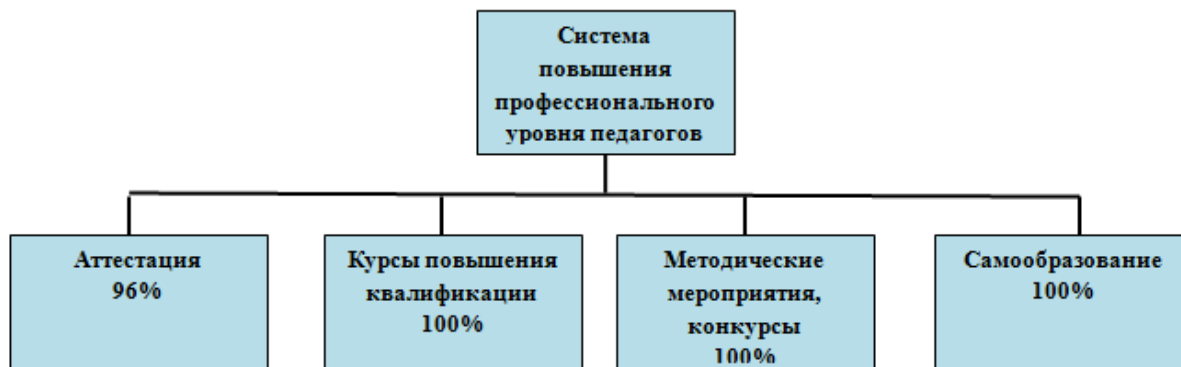 Система
повышения
профессионального
уровня педагогов
Аттестация
96%
Курсы повышения
квалификации
100%
Методические
мероприятия,
конкурсы
100%
Самообразование
100%